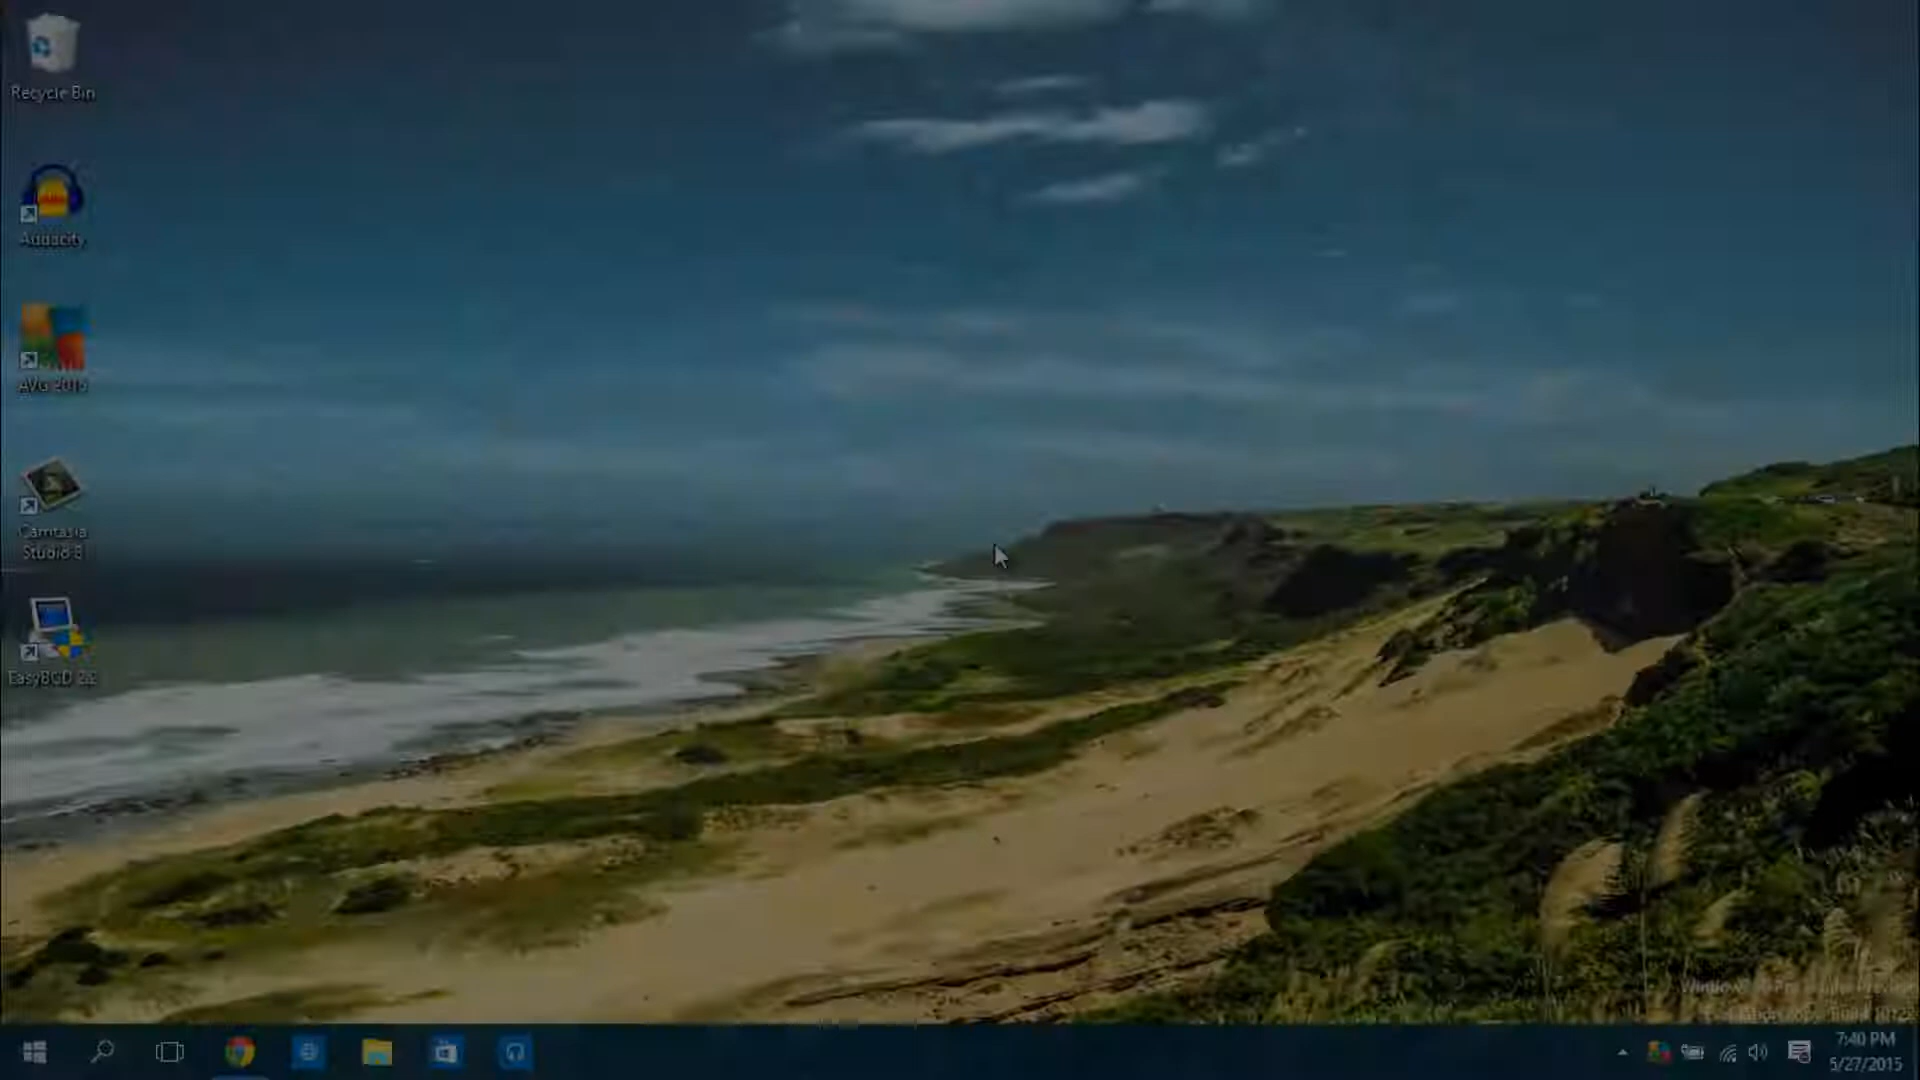 Recycle Bin
Audacity
AVG 2015
Camtasia
Studio 8
EasyBCD 2.2
7:40 PM
5/27/2015